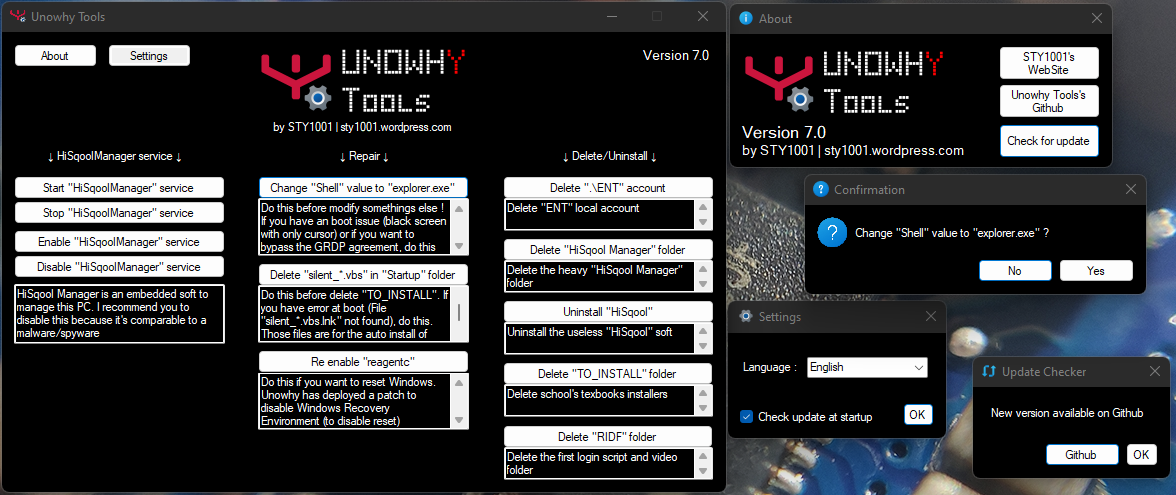 Unowhy Tools
About
Settings
UNOWHY
Tools
by STY1001 | sty1001.wordpress.com
Version 7.0
↓ HiSqoolManager service ↓
Start "HiSqoolManager" service
Stop "HiSqoolManager" service
Enable "HiSqoolManager" service
Disable "HiSqoolManager" service
HiSqool Manager is an embedded soft to
manage this PC. I recommend you to
disable this because it's comparable to a
malware/spyware
↓ Repair ↓
Change "Shell" value to "explorer.exe"
Do this before modify somethings else !
If you have an boot issue (black screen
with only cursor) or if you want to
bypass the GRDP agreement, do this
Delete "silent_*.vbs" in "Startup" folder
Do this before delete "TO_INSTALL". If
you have error at boot (File
"silent_*.vbs.lnk" not found), do this.
Those files are for the auto install of
Re enable "reagentc"
Do this if you want to reset Windows.
Unowhy has deployed a patch to
disable Windows Recovery
Environment (to disable reset)
↓ Delete/Uninstall ↓
Delete ".\ENT" account
Delete "ENT" local account
Delete "HiSqool Manager" folder
Delete the heavy "HiSqool Manager"
folder
Uninstall "HiSqool"
Uninstall the useless "HiSqool" soft
Delete "TO_INSTALL" folder
Delete school's texbooks installers
Delete "RIDF" folder
Delete the first login script and video
folder
About
UNOWHY
Tools
Version 7.0
by STY1001 | sty1001.wordpress.com
STY1001's
WebSite
Unowhy Tools's
Github
Check for update
Confirmation
Change "Shell" value to "explorer.exe" ?
No
Yes
Settings
Language :
English
Check update at startup
OK
Update Checker
New version available on Github
Github
OK